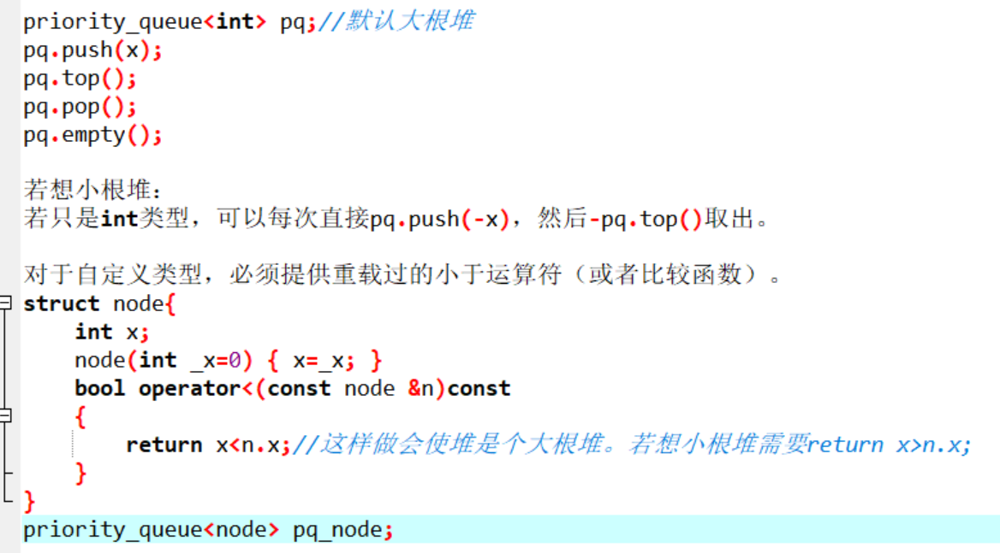 priority_queue<int> pq;//默认大根堆
pq.push(x);
pq.top();
pq.pop();
pq.empty();
若想小根堆：
若只是int类型，可以每次直接pq.push(-x)，然后-pq.top()取出。
对于自定义类型，必须提供重载过的小于运算符（或者比较函数）。
struct node{
    int x;
    node(int _x=0) { x=_x; }
    bool operator<(const node &n)const
    {
        return x<n.x;//这样做会使堆是个大根堆。若想小根堆需要return x>n.x;
    }
}
priority_queue<node> pq_node;